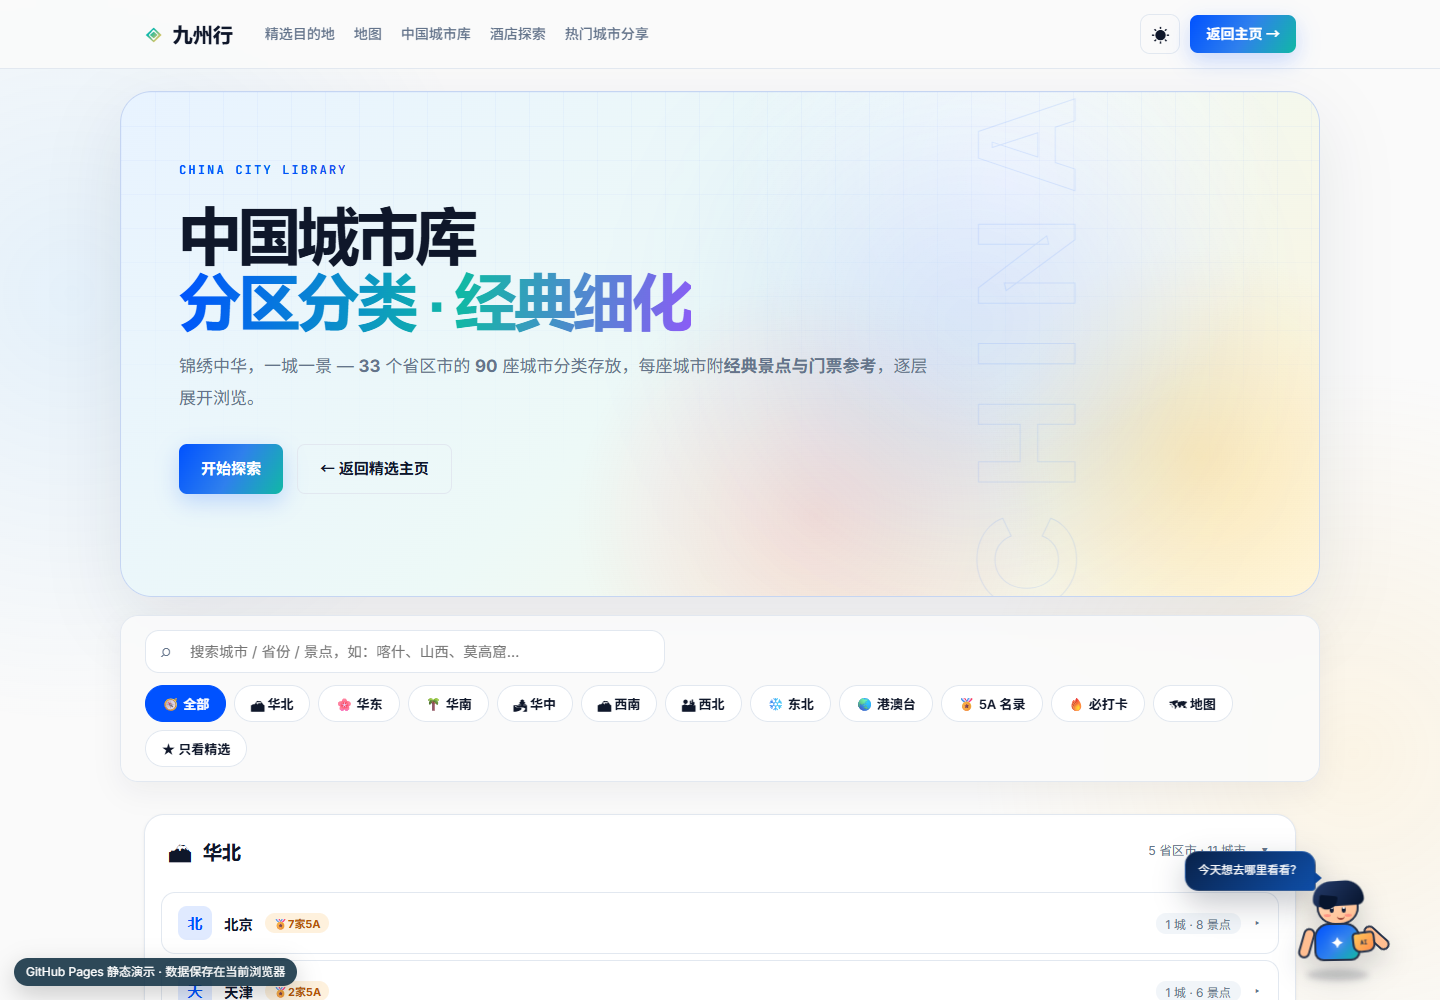 九州行
精选目的地 地图 中国城市库 酒店探索 热门城市分享
返回主页 →
CHINA CITY LIBRARY
中国城市库
分区分类 · 经典细化
锦绣中华，一城一景 — 33 个省区市的 90 座城市分类存放，每座城市附经典景点与门票参考，逐层
展开浏览。
开始探索
← 返回精选主页
CHINA
搜索城市 / 省份 / 景点，如：喀什、山西、莫高窟...
全部 华北 华东 华南 华中 西南 西北 东北 港澳台 5A 名录 必打卡 地图
★ 只看精选
华北
5 省区市 · 11 城市
今天想去哪里看看?
北 北京 7家5A
1 城 · 8 景点
AI
GitHub Pages 静态演示 · 数据保存在当前浏览器
天 天津 2家5A
1 城 · 6 景点